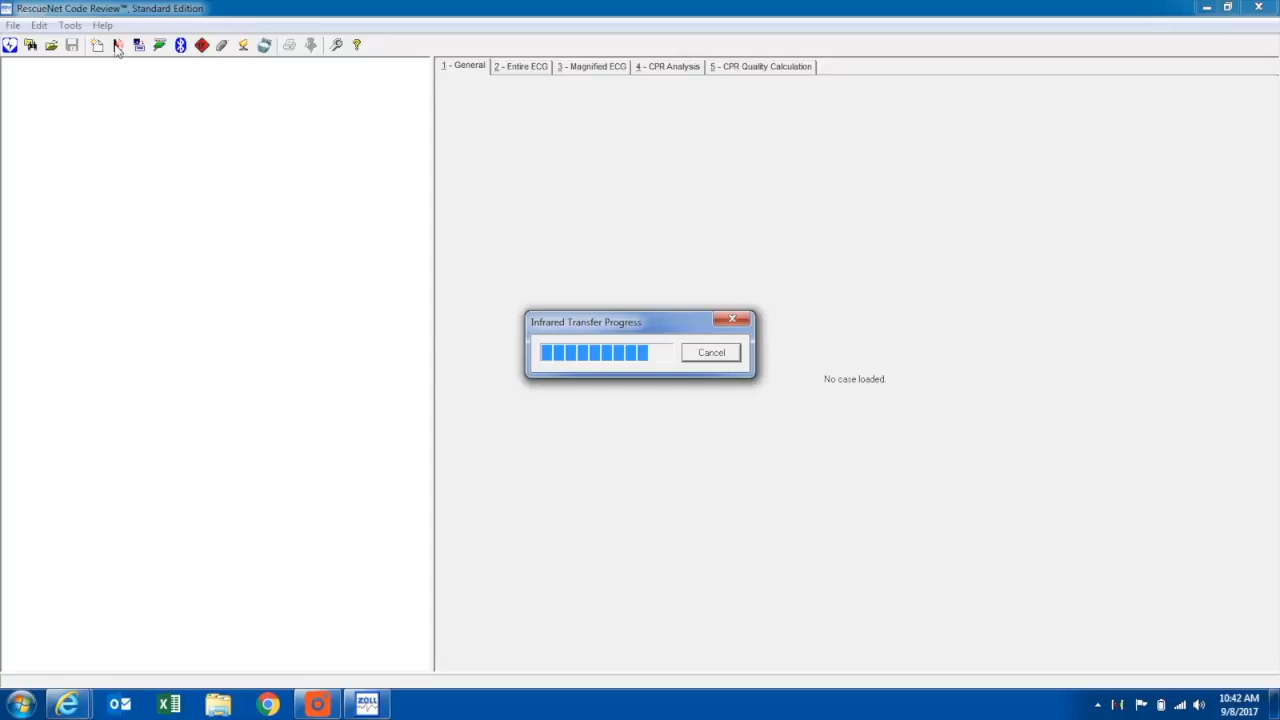 RescueNet Code Review™, Standard Edition
File Edit Tools Help
1 - General 2 - Entire ECG 3 - Magnified ECG 4 - CPR Analysis 5 - CPR Quality Calculation
Infrared Transfer Progress
Cancel
No case loaded.
ZOLL
10:42 AM
9/8/2017